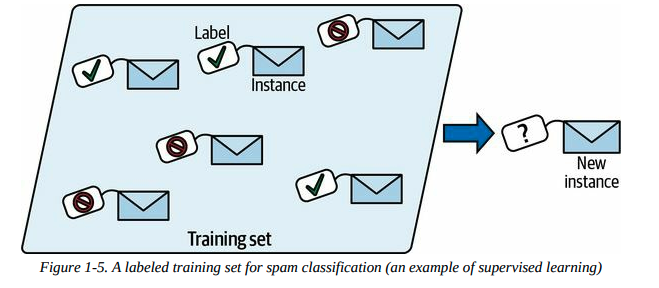 Label
Instance
?
New
instance
Training set
Figure 1-5. A labeled training set for spam classification (an example of supervised learning)